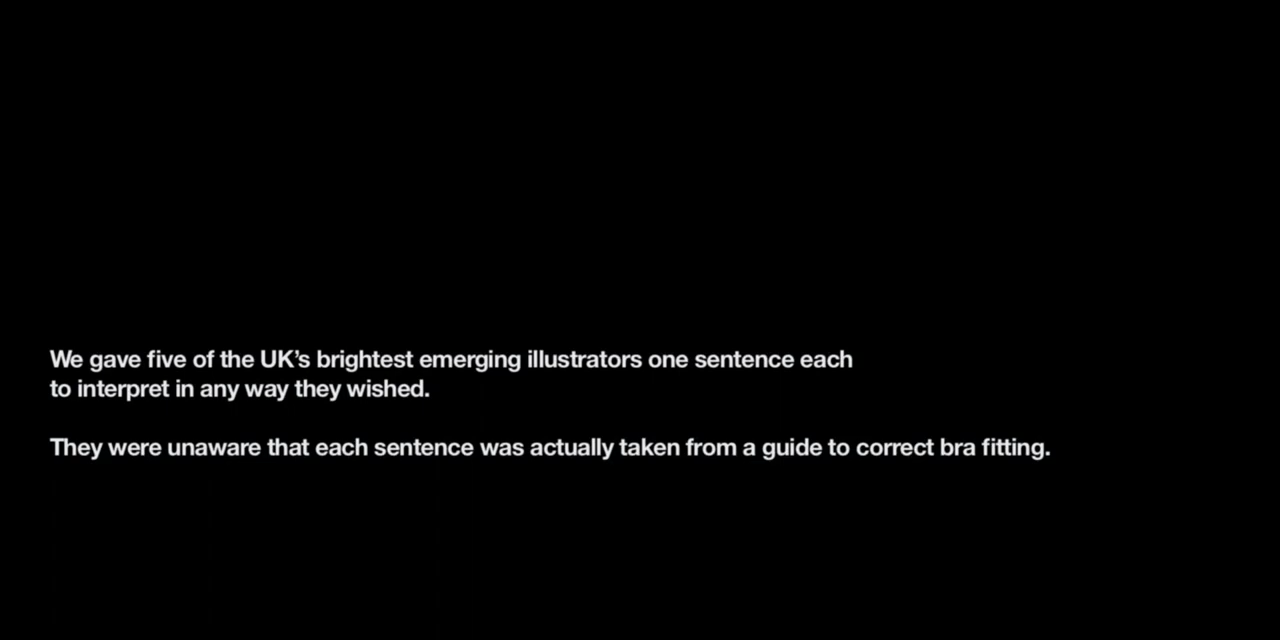 We gave five of the UK’s brightest emerging illustrators one sentence each
to interpret in any way they wished.
They were unaware that each sentence was actually taken from a guide to correct bra fitting.